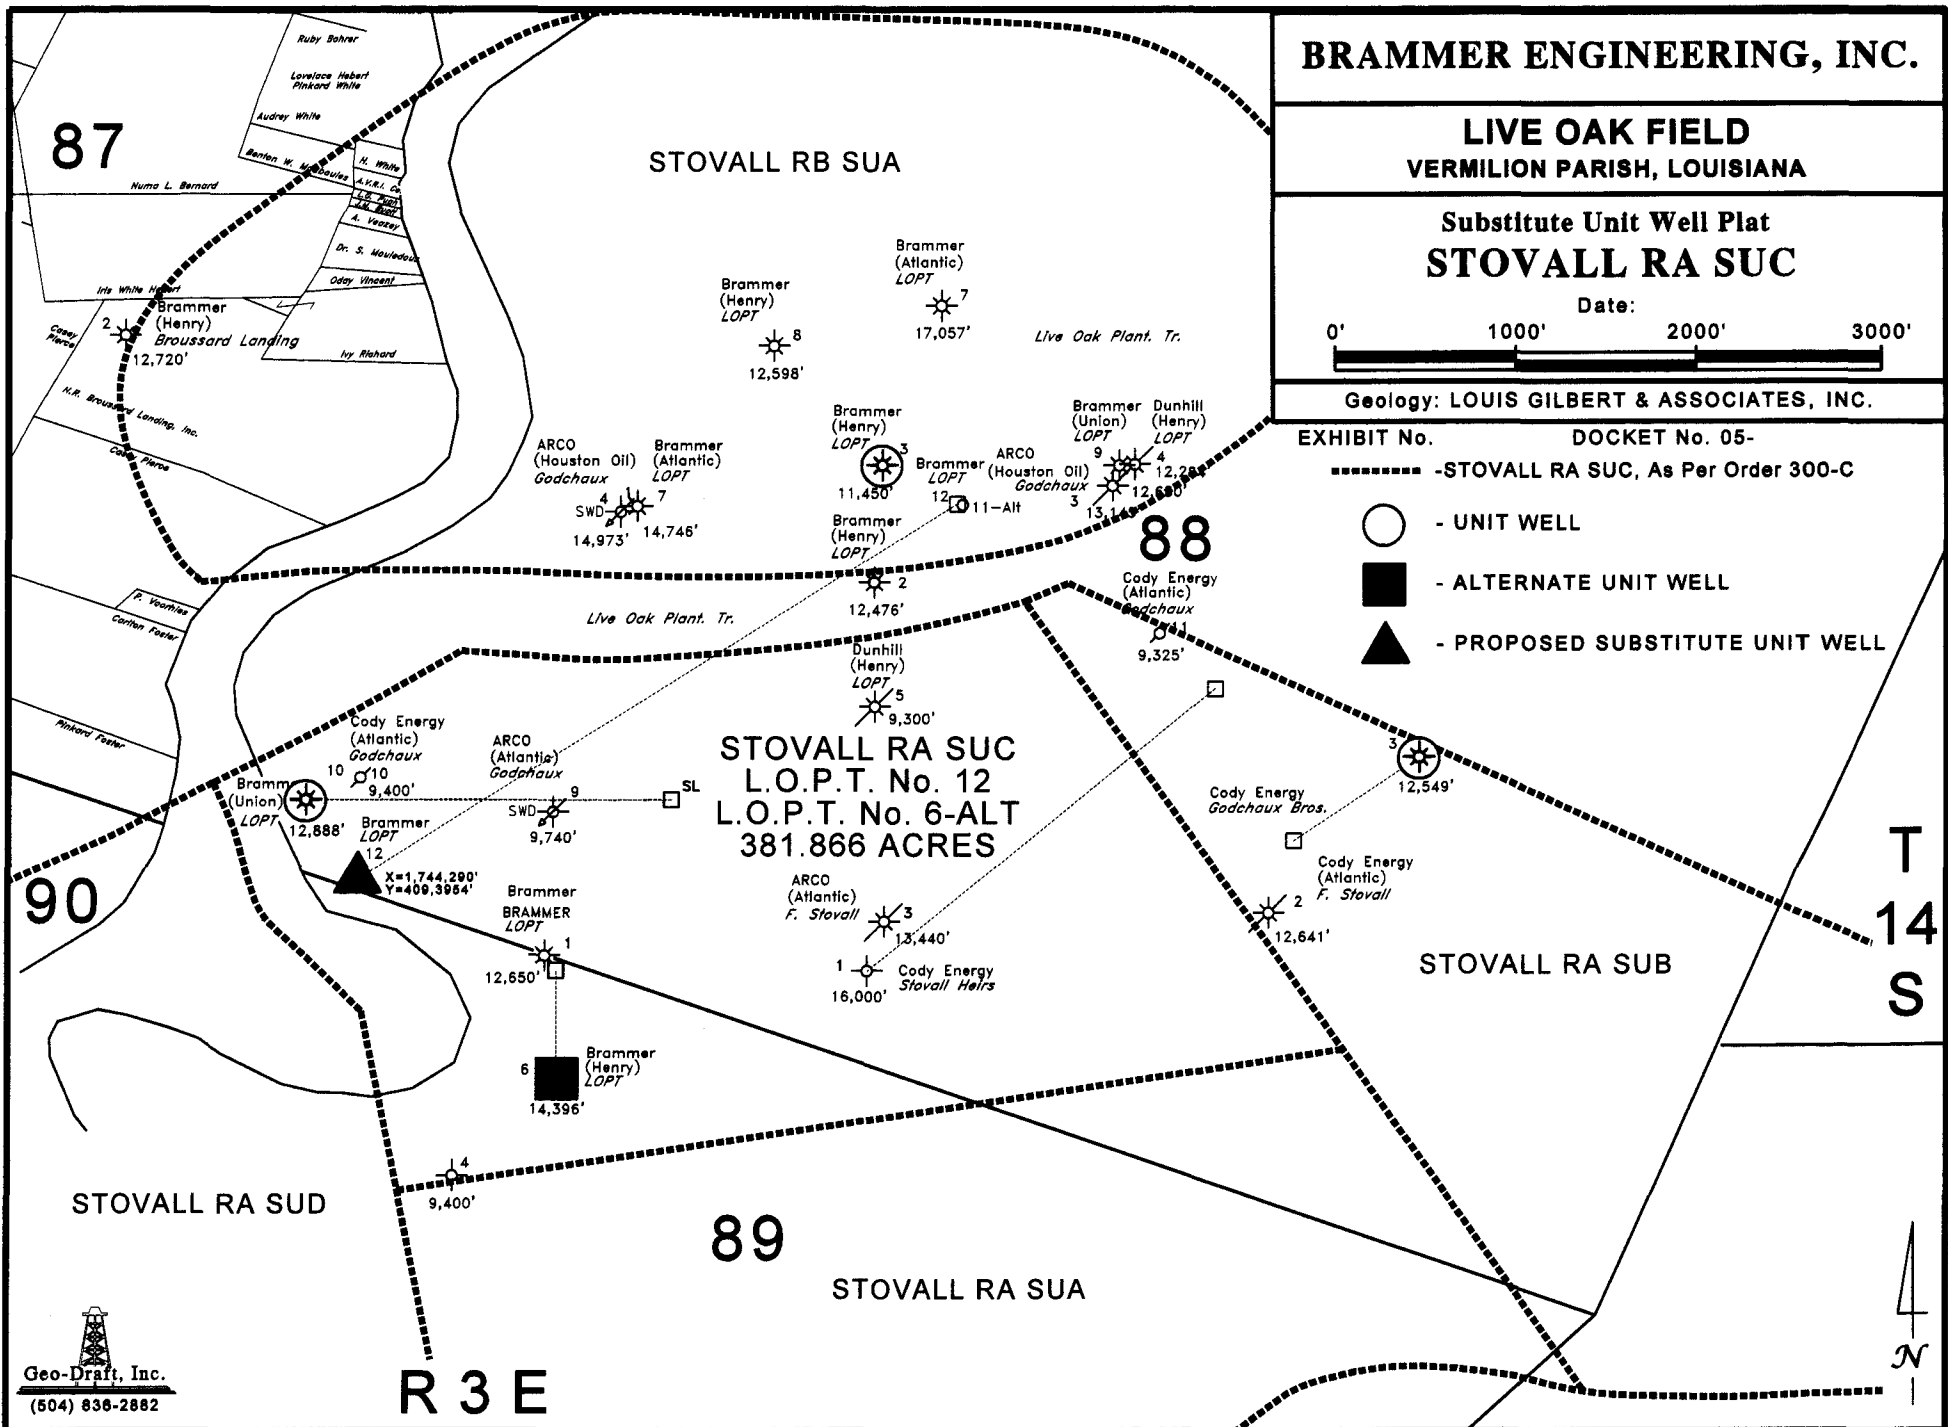 BRAMMER ENGINEERING, INC.
LIVE OAK FIELD
VERMILION PARISH, LOUISIANA
Substitute Unit Well Plat
STOVALL RA SUC
Date:
0' 1000' 2000' 3000'
Geology: LOUIS GILBERT & ASSOCIATES, INC.
EXHIBIT No. DOCKET No. 05-
-STOVALL RA SUC, As Per Order 300-C
- UNIT WELL
- ALTERNATE UNIT WELL
- PROPOSED SUBSTITUTE UNIT WELL
Ruby Bohrer
Lovelace Hebert
Pinkard White
Audrey White
87
Benton W.
H. White
A.V.R.I. Co.
Numa L. Bernard
A. Veazey
Dr. S. Mouledous
Oday Vincent
Iris White Hebert
Ivy Richard
Casey
Pierce
2
Brammer
(Henry)
Broussard Landing
12,720'
N.R. Broussard Landing, Inc.
Casey Pierce
STOVALL RB SUA
Brammer
(Atlantic)
LOPT
7
17,057'
Brammer
(Henry)
LOPT
8
12,598'
Live Oak Plant. Tr.
Brammer
(Henry)
LOPT
3
11,450'
ARCO
(Houston Oil)
Godchaux
4
SWD
14,973'
Brammer
(Atlantic)
LOPT
1
7
14,746'
Brammer
LOPT
12
11-Alt
ARCO
(Houston Oil)
Godchaux
3
Brammer
(Union)
LOPT
9
Dunhill
(Henry)
LOPT
4
88
Brammer
(Henry)
LOPT
2
12,476'
P. Voorhies
Carlton Foster
Live Oak Plant. Tr.
Cody Energy
(Atlantic)
Godchaux
11
9,325'
Dunhill
(Henry)
LOPT
5
9,300'
Pinkard Foster
Cody Energy
(Atlantic)
Godchaux
10 10
9,400'
ARCO
(Atlantic)
Godchaux
9
SWD
9,740'
SL
Bramm
(Union)
LOPT
12,888'
STOVALL RA SUC
L.O.P.T. No. 12
L.O.P.T. No. 6-ALT
381.866 ACRES
3
12,549'
Cody Energy
Godchaux Bros.
Brammer
LOPT
12
X=1,744,290'
Y=409,3954'
90
Brammer
BRAMMER
LOPT
1
12,650'
ARCO
(Atlantic)
F. Stovall
3
13,440'
1
Cody Energy
Stovall Heirs
16,000'
Cody Energy
(Atlantic)
F. Stovall
2
12,641'
STOVALL RA SUB
T
14
S
6
Brammer
(Henry)
LOPT
14,396'
4
9,400'
STOVALL RA SUD
89
STOVALL RA SUA
R 3 E
N
Geo-Draft, Inc.
(504) 836-2882